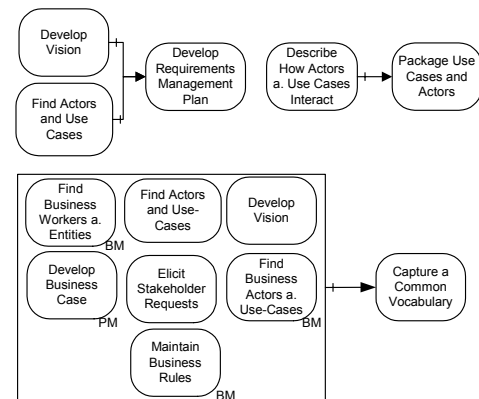 Develop
Vision
Find Actors
and Use
Cases
Develop
Requirements
Management
Plan
Describe
How Actors
a. Use Cases
Interact
Package Use
Cases and
Actors
Find
Business
Workers a.
Entities
BM
Find Actors
and Use-
Cases
Develop
Vision
Develop
Business
Case
PM
Elicit
Stakeholder
Requests
Find
Business
Actors a.
Use-Cases
BM
Maintain
Business
Rules
BM
Capture a
Common
Vocabulary